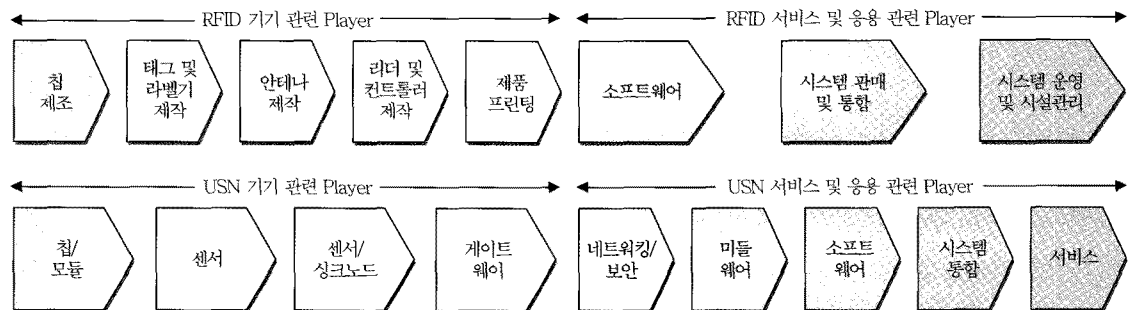 RFID 기기 관련 Player
RFID 서비스 및 응용 관련 Player
칩
제조
태그 및
라벨기
제작
안테나
제작
리더 및
컨트롤러
제작
제품
프린팅
소프트웨어
시스템 판매
및 통합
시스템 운영
및 시설관리
USN 기기 관련 Player
USN 서비스 및 응용 관련 Player
칩/
모듈
센서
센서/
싱크노드
게이트
웨이
네트워킹/
보안
미들
웨어
소프트
웨어
시스템
통합
서비스